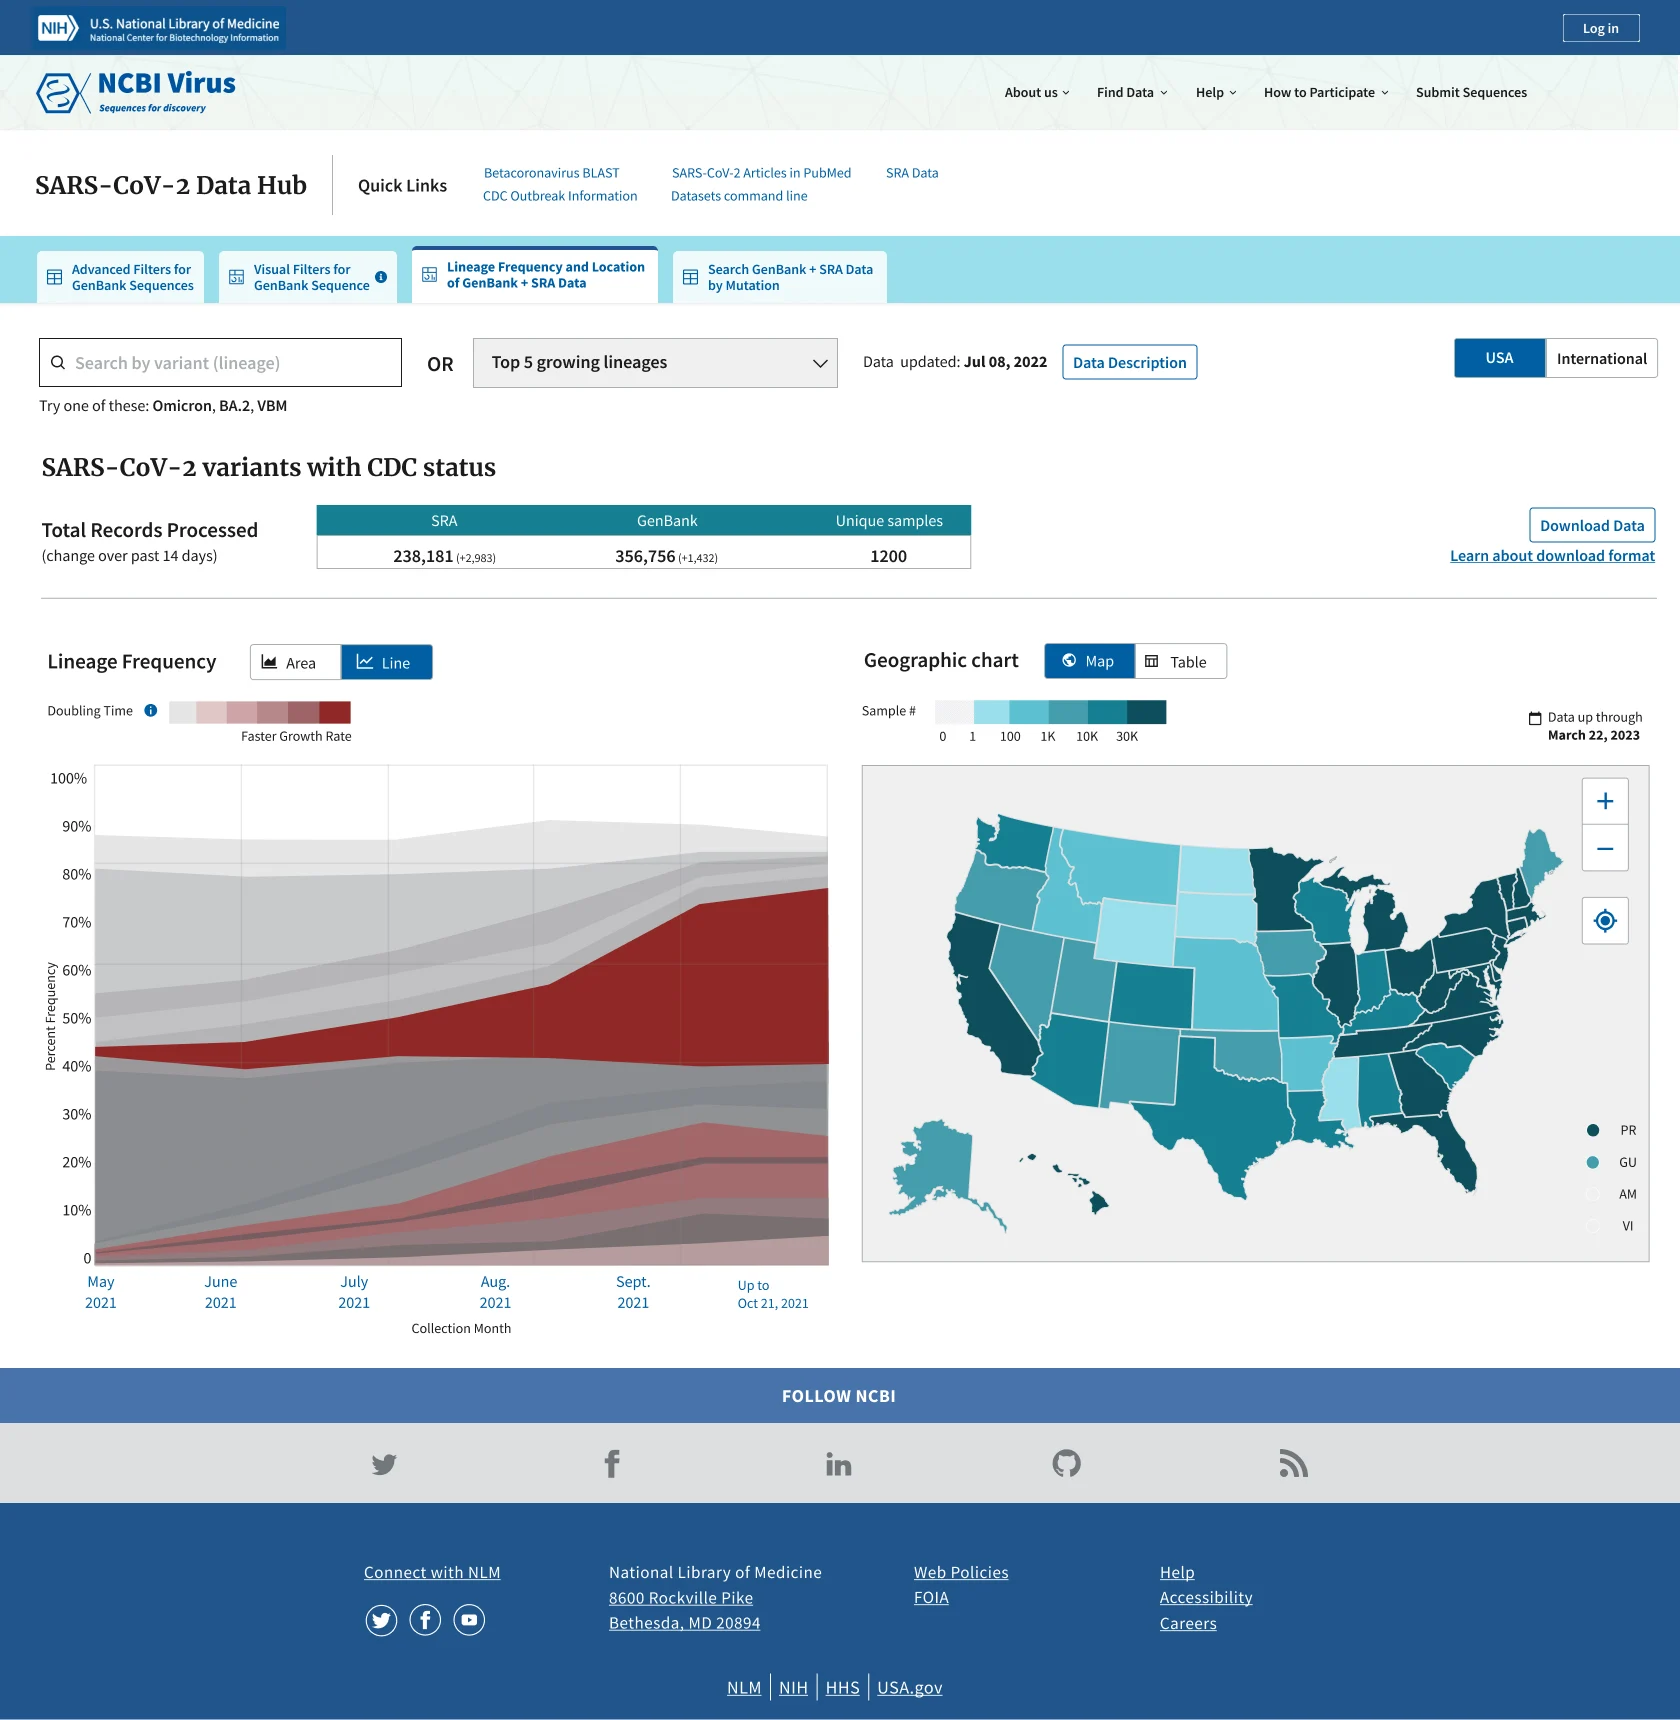 NIH U.S. National Library of Medicine
National Center for Biotechnology Information
Log in
NCBI Virus
Sequences for discovery
About us
Find Data
Help
How to Participate
Submit Sequences
SARS-CoV-2 Data Hub
Quick Links
Betacoronavirus BLAST
SARS-CoV-2 Articles in PubMed
SRA Data
CDC Outbreak Information
Datasets command line
Advanced Filters for
GenBank Sequences
Visual Filters for
GenBank Sequence
Lineage Frequency and Location
of GenBank + SRA Data
Search GenBank + SRA Data
by Mutation
Search by variant (lineage)
OR
Top 5 growing lineages
Data updated: Jul 08, 2022
Data Description
USA
International
Try one of these: Omicron, BA.2, VBM
SARS-CoV-2 variants with CDC status
Total Records Processed
(change over past 14 days)
SRA
GenBank
Unique samples
238,181 (+2,983)
356,756 (+1,432)
1200
Download Data
Learn about download format
Lineage Frequency
Area
Line
Doubling Time
Faster Growth Rate
Percent Frequency
100%
90%
80%
70%
60%
50%
40%
30%
20%
10%
0
May
2021
June
2021
July
2021
Aug.
2021
Sept.
2021
Up to
Oct 21, 2021
Collection Month
Geographic chart
Map
Table
Sample #
0
1
100
1K
10K
30K
Data up through
March 22, 2023
+
−
PR
GU
AM
VI
FOLLOW NCBI
Connect with NLM
National Library of Medicine
8600 Rockville Pike
Bethesda, MD 20894
Web Policies
FOIA
Help
Accessibility
Careers
NLM
NIH
HHS
USA.gov